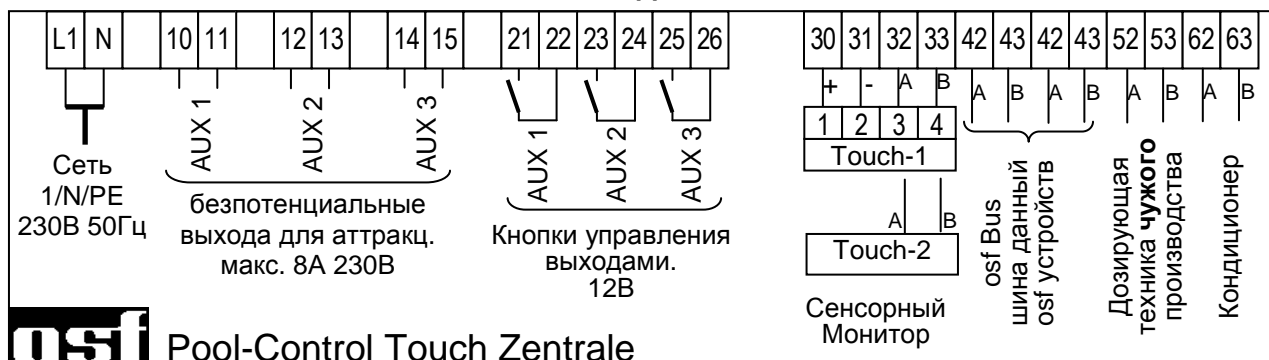 L1 N 10 11 12 13 14 15 21 22 23 24 25 26 30 31 32 33 42 43 42 43 52 53 62 63
+ - A B A B A B A B A B
1 2 3 4
Touch-1
A B
Touch-2
Сенсорный
Монитор
AUX 1 AUX 2 AUX 3
AUX 1 AUX 2 AUX 3
Сеть
1/N/PE
230В 50Гц
безпотенциальные
выхода для аттракц.
макс. 8А 230В
Кнопки управления
выходами.
12В
osf Bus
шина данный
osf устройств
Дозирующая
техника чужого
производства
Кондиционер
osf Pool-Control Touch Zentrale